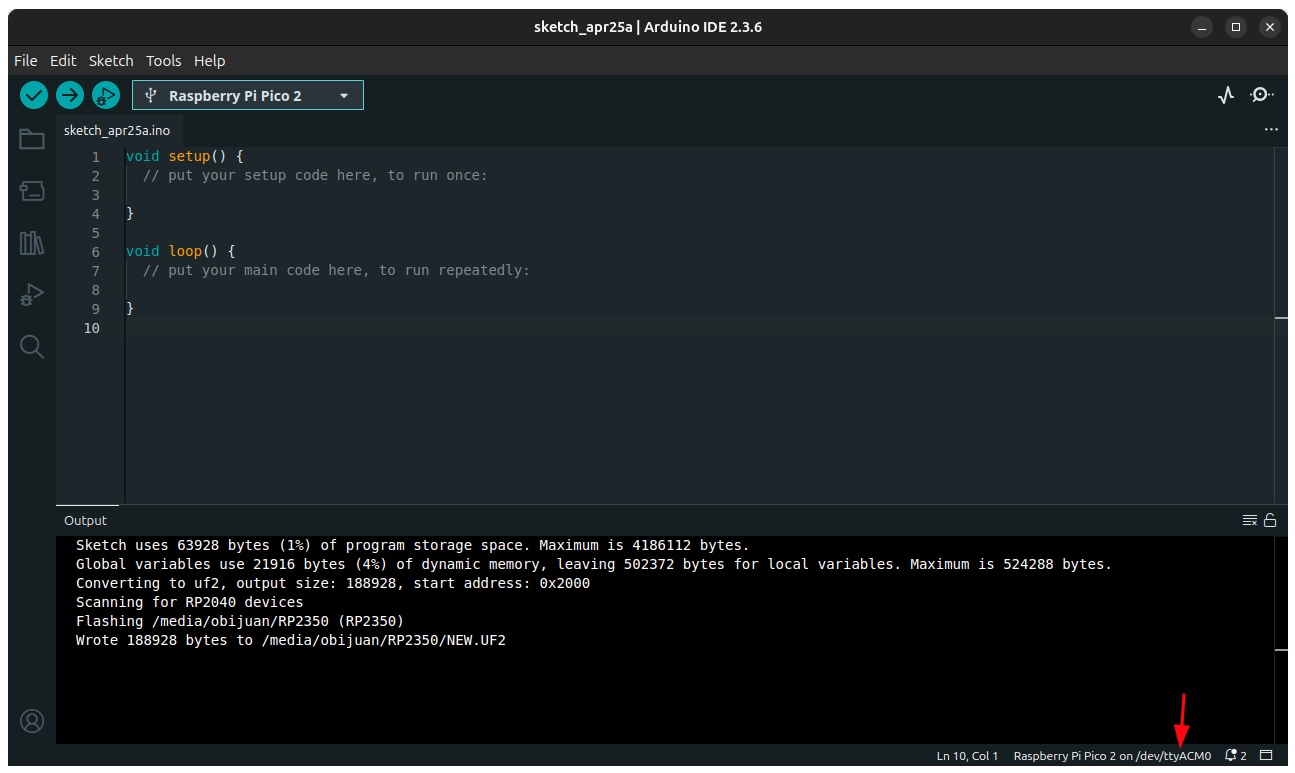 sketch_apr25a | Arduino IDE 2.3.6
File Edit Sketch Tools Help
Raspberry Pi Pico 2
sketch_apr25a.ino
1 void setup() {
2 // put your setup code here, to run once:
3
4 }
5
6 void loop() {
7 // put your main code here, to run repeatedly:
8
9 }
10
Output
Sketch uses 63928 bytes (1%) of program storage space. Maximum is 4186112 bytes.
Global variables use 21916 bytes (4%) of dynamic memory, leaving 502372 bytes for local variables. Maximum is 524288 bytes.
Converting to uf2, output size: 188928, start address: 0x2000
Scanning for RP2040 devices
Flashing /media/obijuan/RP2350 (RP2350)
Wrote 188928 bytes to /media/obijuan/RP2350/NEW.UF2
Ln 10, Col 1 Raspberry Pi Pico 2 on /dev/ttyACM0 2